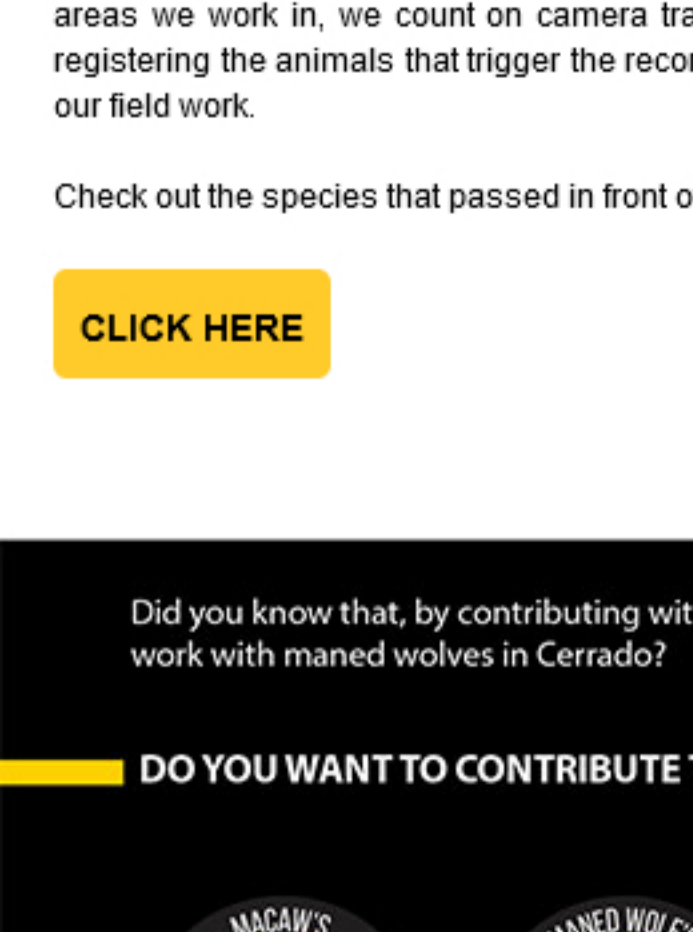 areas we work in, we count on camera
registering the animals that trigger the
our field work.
Check out the species that passed in front
CLICK HERE
Did you know that, by contributing
work with maned wolves in Cerrado?
DO YOU WANT TO CONTRIBUTE
MACAW'S
MANED